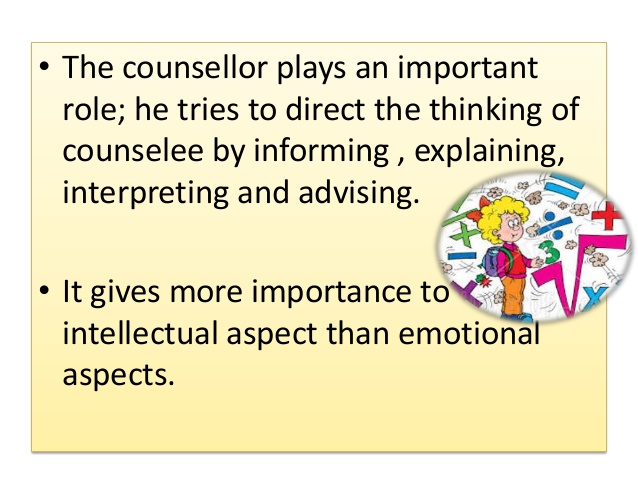 • The counsellor plays an important
role; he tries to direct the thinking of
counselee by informing , explaining,
interpreting and advising.
• It gives more importance to
intellectual aspect than emotional
aspects.
3